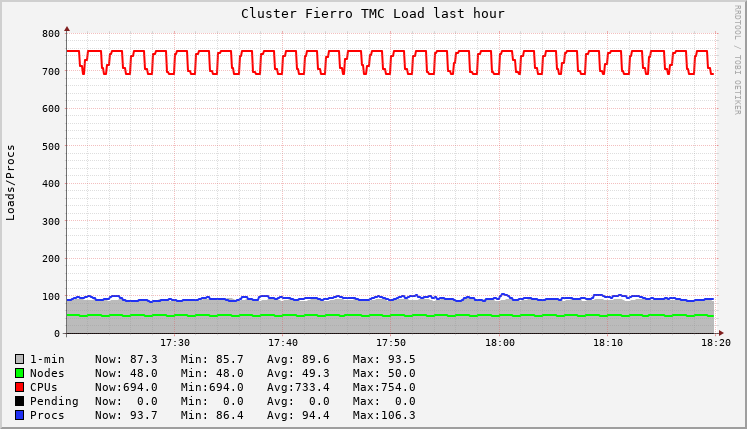 Cluster Fierro TMC Load last hour
RRDTOOL / TOBI OETIKER
Loads/Procs
800
700
600
500
400
300
200
100
0
17:30 17:40 17:50 18:00 18:10 18:20
1-min Now: 87.3 Min: 85.7 Avg: 89.6 Max: 93.5
Nodes Now: 48.0 Min: 48.0 Avg: 49.3 Max: 50.0
CPUs Now:694.0 Min:694.0 Avg:733.4 Max:754.0
Pending Now: 0.0 Min: 0.0 Avg: 0.0 Max: 0.0
Procs Now: 93.7 Min: 86.4 Avg: 94.4 Max:106.3